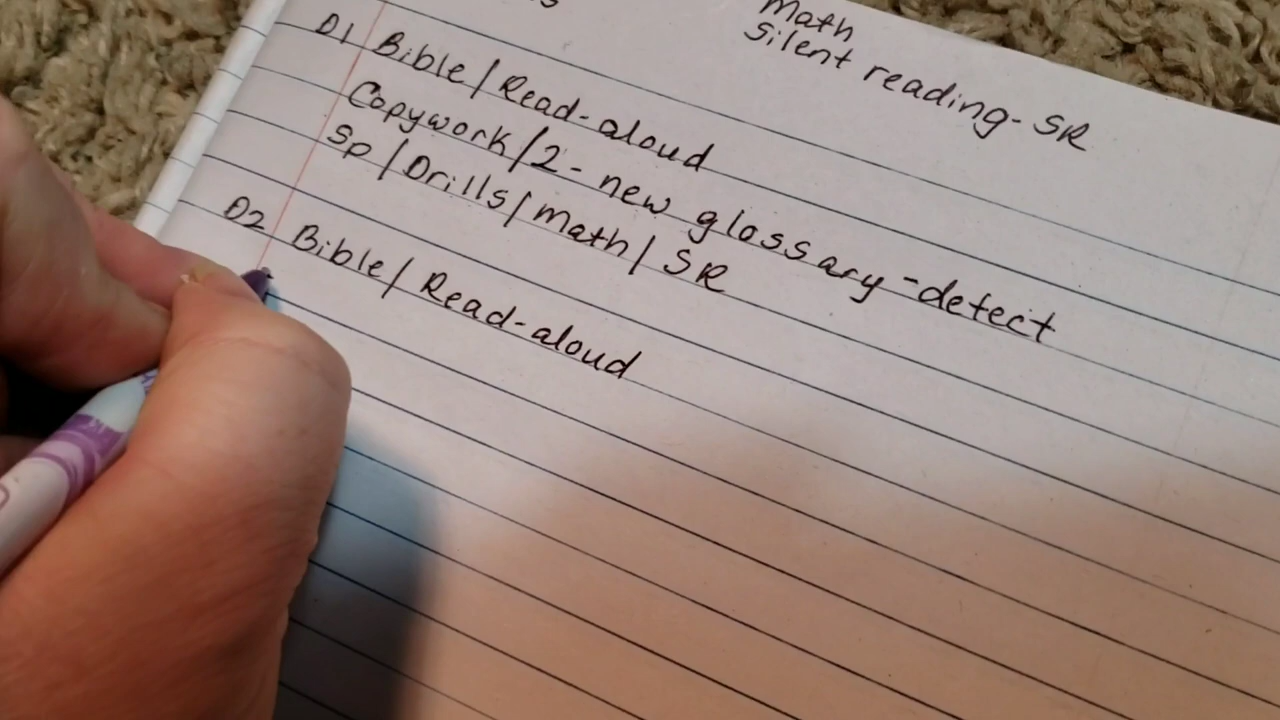 Math
Silent reading- SR
D1 Bible/Read-aloud
Copywork/2- new glossary-detect
Sp/Drills/Math/SR
D2 Bible/Read-aloud